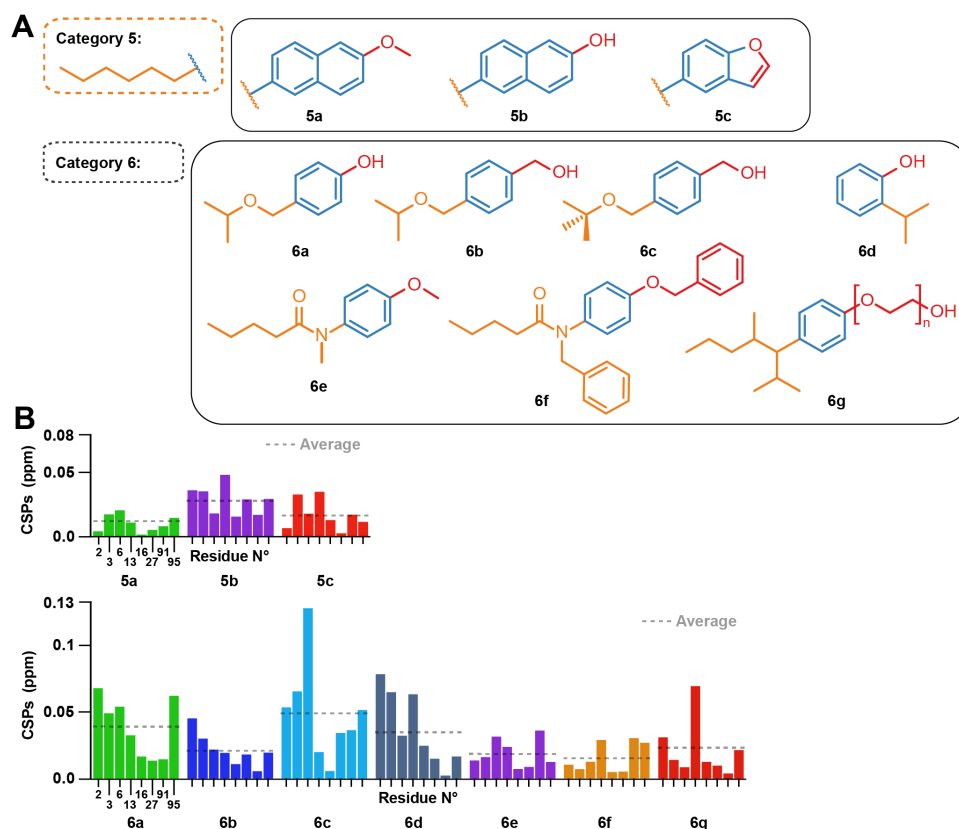 A
Category 5:
O
5a
OH
5b
O
5c
Category 6:
O
OH
6a
O
OH
6b
O
OH
6c
OH
6d
O
N
O
6e
O
N
O
6f
O
n
OH
6g
B
CSPs (ppm)
0.08
0.05
0.0
Average
2 3 6 13 16 27 91 95
Residue N°
5a 5b 5c
CSPs (ppm)
0.13
0.1
0.05
0.0
Average
2 3 6 13 16 27 91 95
Residue N°
6a 6b 6c 6d 6e 6f 6g